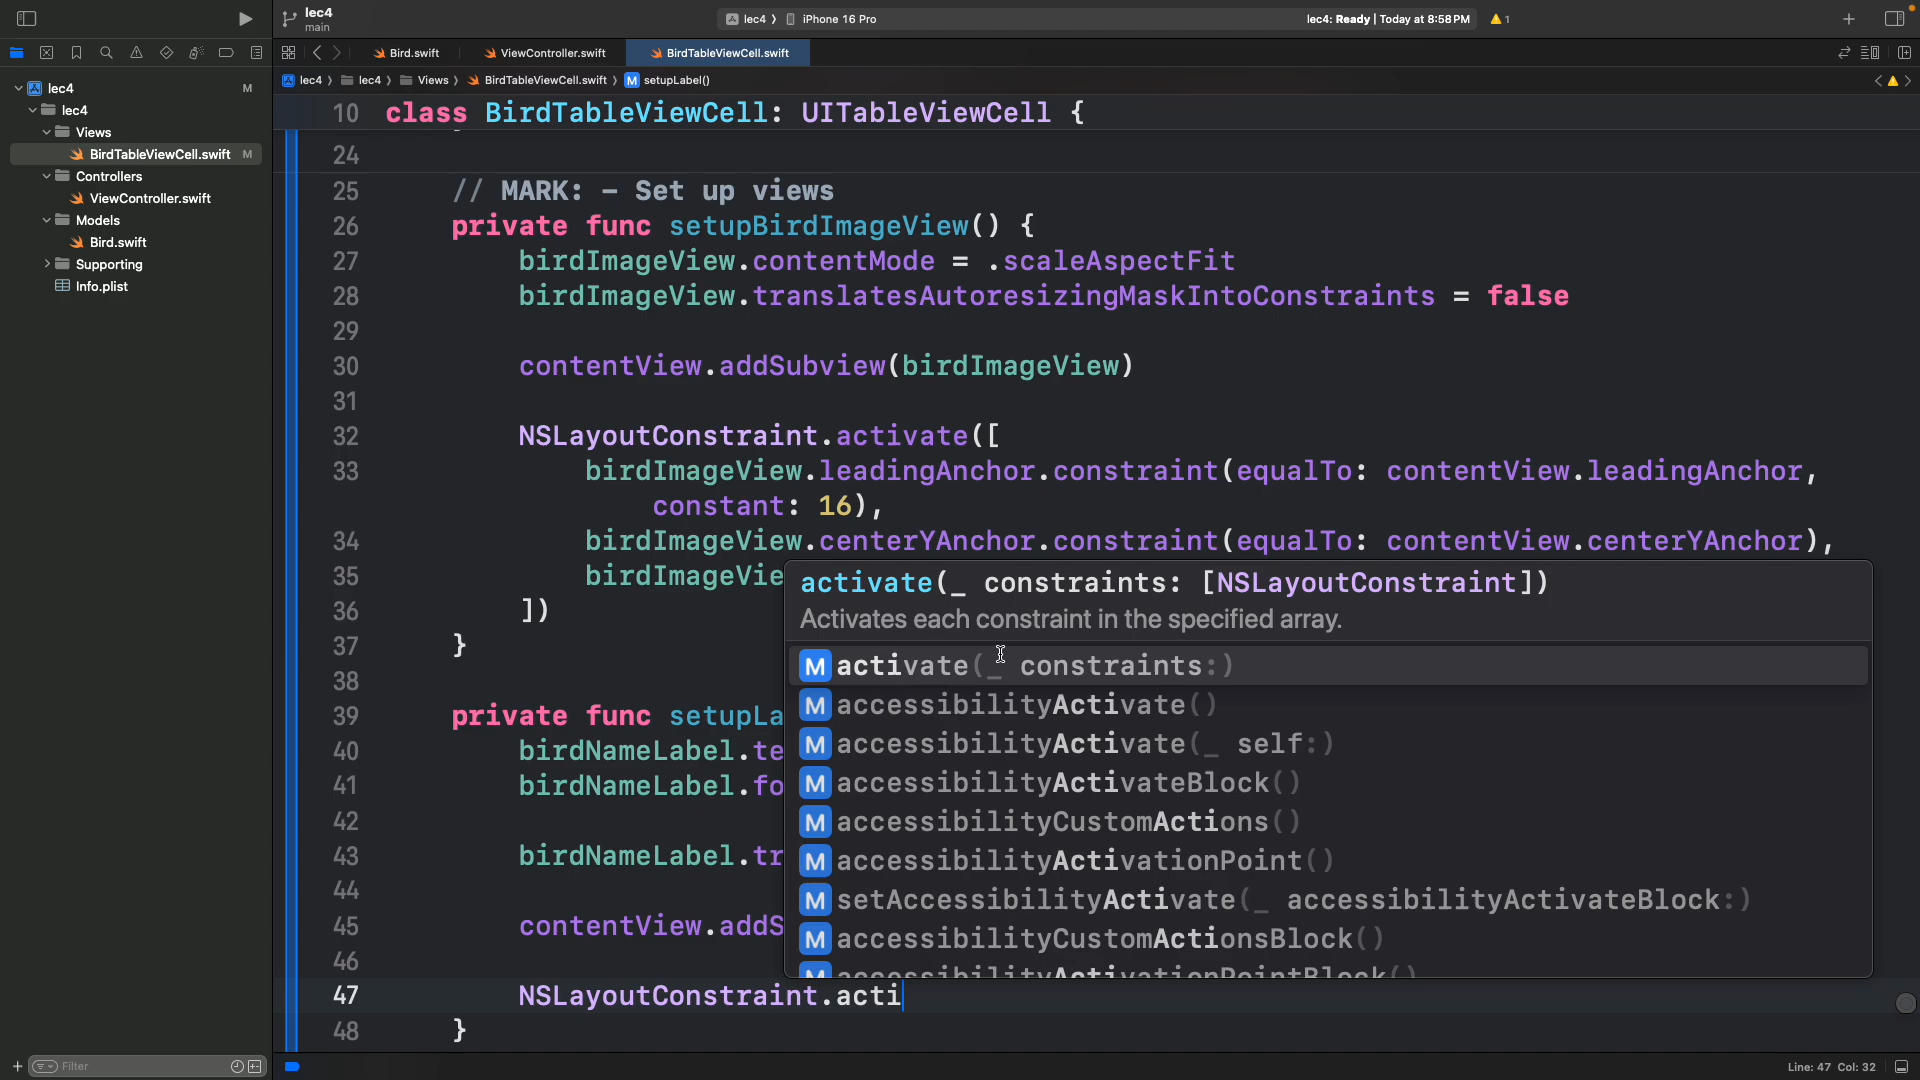 lec4
main
lec4 〉 iPhone 16 Pro
lec4: Ready | Today at 8:58 PM
1
Bird.swift
ViewController.swift
BirdTableViewCell.swift
lec4 〉 lec4 〉 Views 〉 BirdTableViewCell.swift 〉 M setupLabel()
lec4 M
lec4
Views
BirdTableViewCell.swift M
Controllers
ViewController.swift
Models
Bird.swift
Supporting
Info.plist
10 class BirdTableViewCell: UITableViewCell {
24
25 // MARK: - Set up views
26 private func setupBirdImageView() {
27 birdImageView.contentMode = .scaleAspectFit
28 birdImageView.translatesAutoresizingMaskIntoConstraints = false
29
30 contentView.addSubview(birdImageView)
31
32 NSLayoutConstraint.activate([
33 birdImageView.leadingAnchor.constraint(equalTo: contentView.leadingAnchor,
constant: 16),
34 birdImageView.centerYAnchor.constraint(equalTo: contentView.centerYAnchor),
35 birdImageVie
36 ])
37 }
38
39 private func setupLa
40 birdNameLabel.te
41 birdNameLabel.fo
42
43 birdNameLabel.tr
44
45 contentView.addS
46
47 NSLayoutConstraint.acti
48 }
activate(_ constraints: [NSLayoutConstraint])
Activates each constraint in the specified array.
M activate(_ constraints:)
M accessibilityActivate()
M accessibilityActivate(_ self:)
M accessibilityActivateBlock()
M accessibilityCustomActions()
M accessibilityActivationPoint()
M setAccessibilityActivate(_ accessibilityActivateBlock:)
M accessibilityCustomActionsBlock()
M accessibilityActivationPointBlock()
Filter
Line: 47 Col: 32